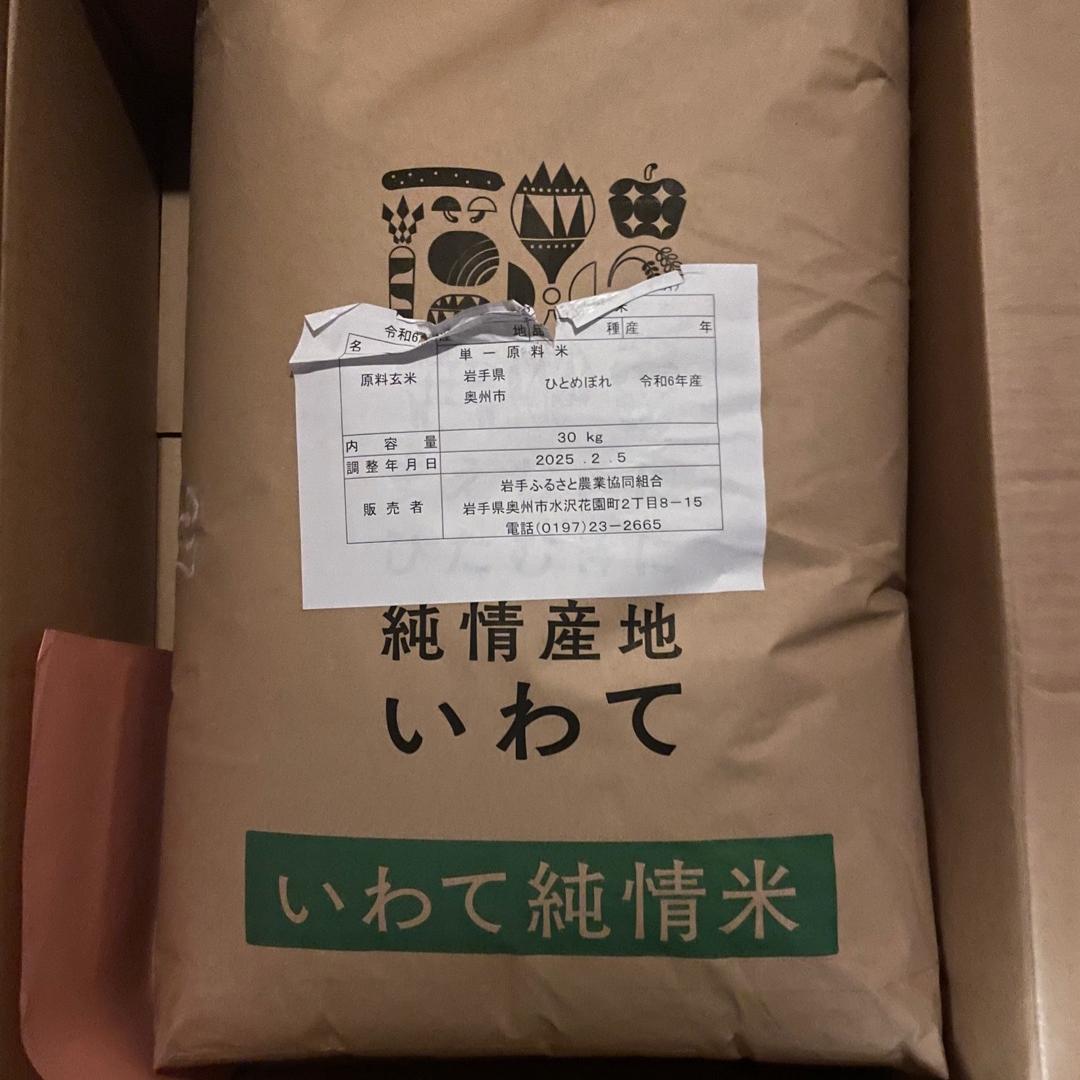 令和6
名
産 地 品 種 産 年
単一原料米
原料玄米
岩手県 ひとめぼれ 令和6年産
奥州市
内容量 30 kg
調整年月日 2025 . 2 . 5
販売者
岩手ふるさと農業協同組合
岩手県奥州市水沢花園町2丁目8-15
電話(0197)23-2665
純情産地
いわて
いわて純情米